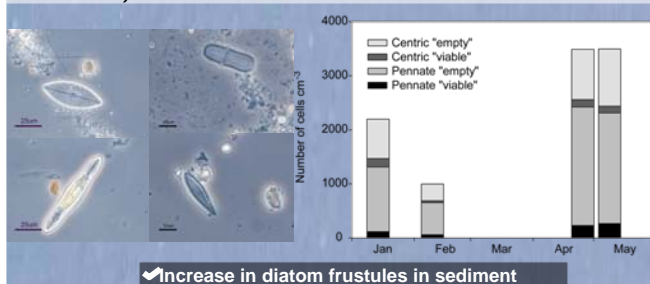 4000
3000
2000
1000
0
Number of cells cm⁻³
Centric "empty"
Centric "viable"
Pennate "empty"
Pennate "viable"
Jan Feb Mar Apr May
25µm
25µm
✔Increase in diatom frustules in sediment